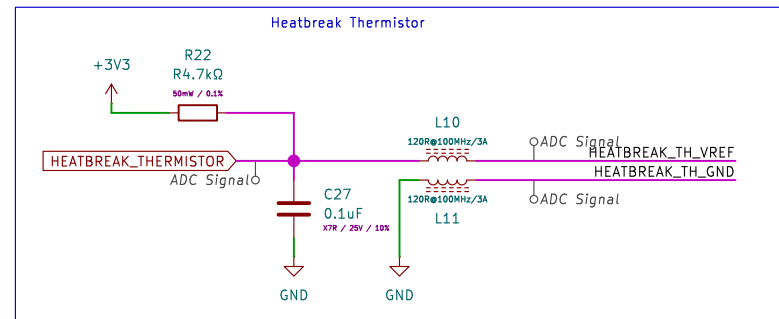 Heatbreak Thermistor
R22
R4.7kΩ
50mW / 0.1%
+3V3
L10
120R@100MHz/3A
ADC Signal
HEATBREAK_TH_VREF
HEATBREAK_THERMISTOR
ADC Signal
HEATBREAK_TH_GND
C27
0.1uF
X7R / 25V / 10%
120R@100MHz/3A
L11
ADC Signal
GND
GND